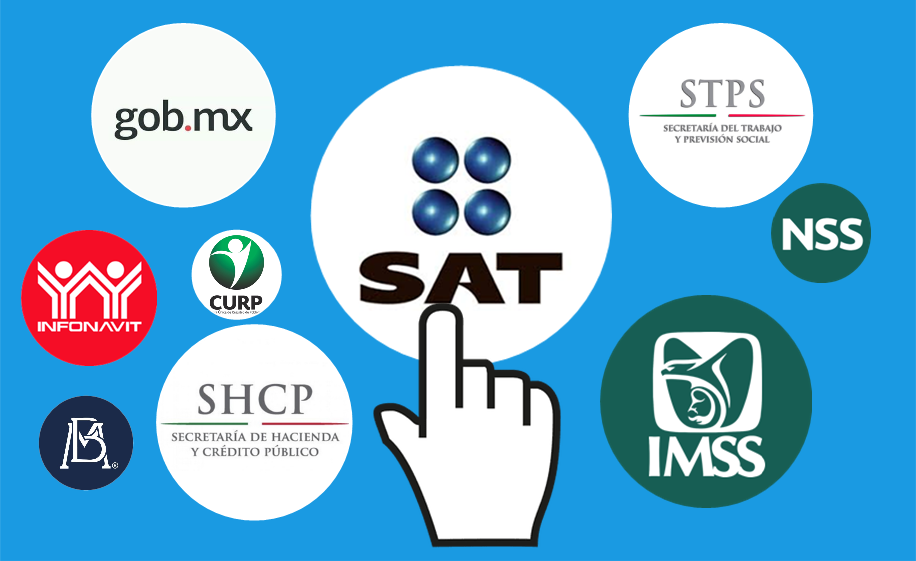 gob.mx
STPS
SECRETARÍA DEL TRABAJO
Y PREVISIÓN SOCIAL
SAT
NSS
INFONAVIT
CURP
SHCP
SECRETARÍA DE HACIENDA
Y CRÉDITO PÚBLICO
IMSS